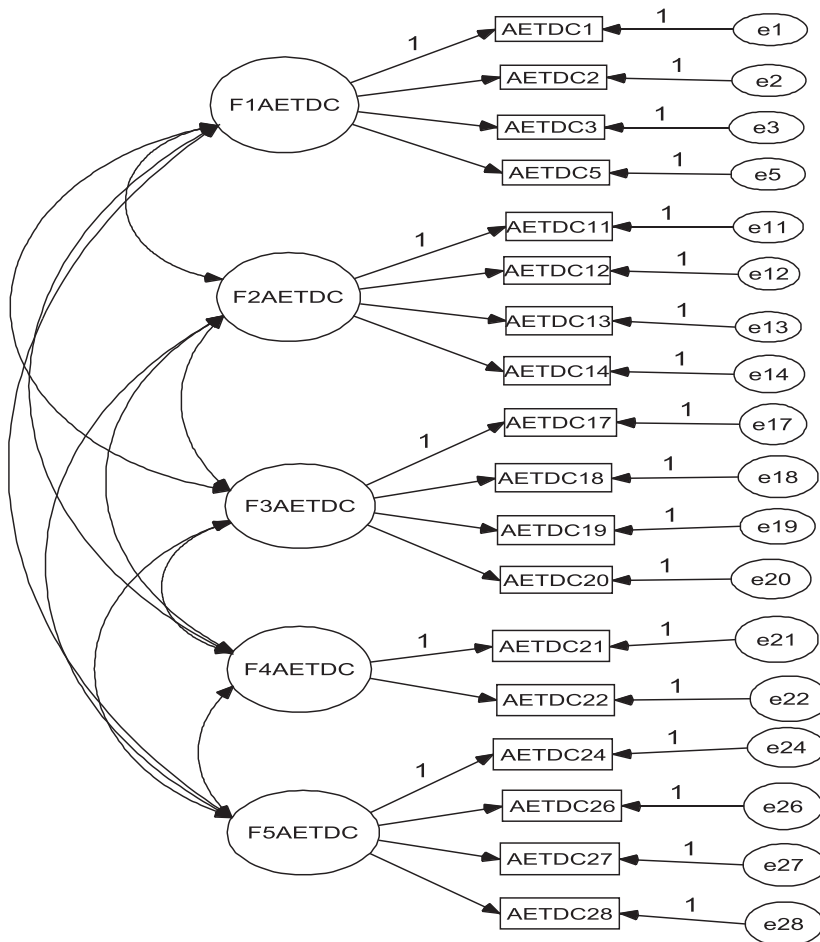 1 AETDC1 1 e1
AETDC2 1 e2
F1AETDC
AETDC3 1 e3
AETDC5 1 e5
1 AETDC11 1 e11
AETDC12 1 e12
F2AETDC
AETDC13 1 e13
AETDC14 1 e14
1 AETDC17 1 e17
AETDC18 1 e18
F3AETDC
AETDC19 1 e19
AETDC20 1 e20
1 AETDC21 1 e21
F4AETDC
AETDC22 1 e22
1 AETDC24 1 e24
AETDC26 1 e26
F5AETDC
AETDC27 1 e27
AETDC28 1 e28